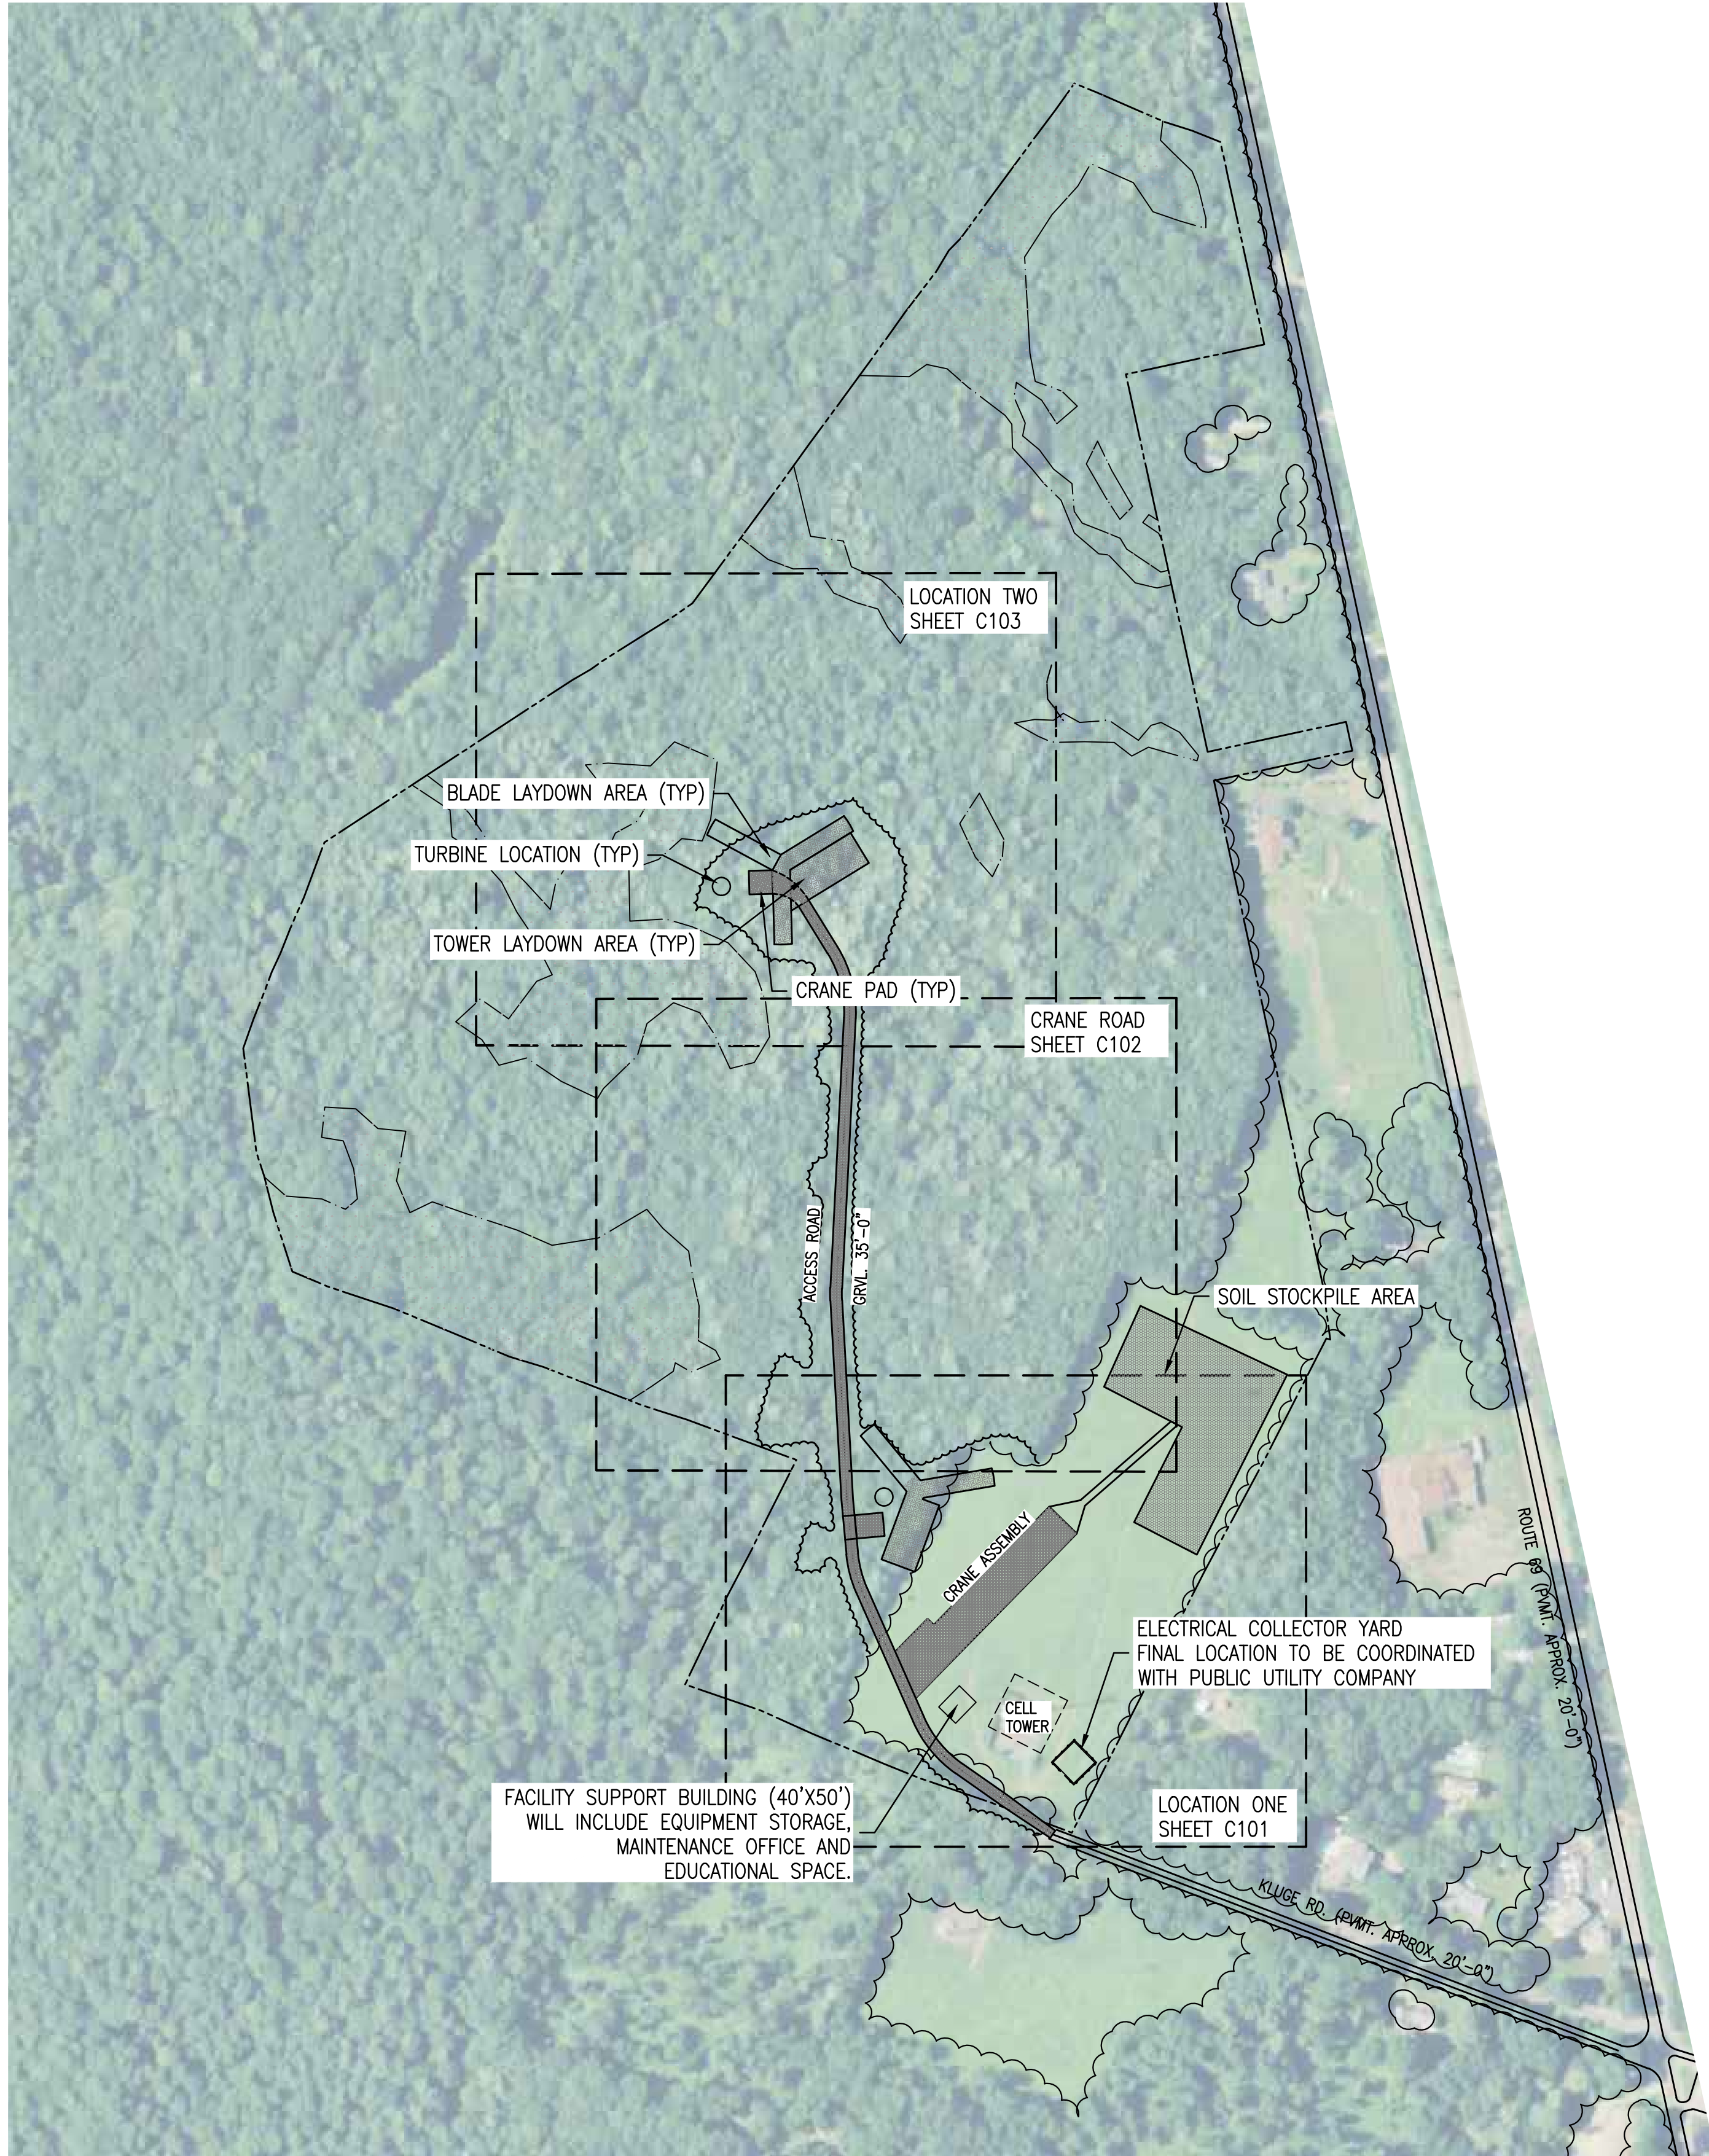 LOCATION TWO
SHEET C103
BLADE LAYDOWN AREA (TYP)
TURBINE LOCATION (TYP)
TOWER LAYDOWN AREA (TYP)
CRANE PAD (TYP)
CRANE ROAD
SHEET C102
ACCESS ROAD
GRVL. 35'-0"
SOIL STOCKPILE AREA
CRANE ASSEMBLY
ROUTE 69 (PVMT. APPROX. 20'-0")
ELECTRICAL COLLECTOR YARD
FINAL LOCATION TO BE COORDINATED
WITH PUBLIC UTILITY COMPANY
CELL
TOWER
FACILITY SUPPORT BUILDING (40'X50')
WILL INCLUDE EQUIPMENT STORAGE,
MAINTENANCE OFFICE AND
EDUCATIONAL SPACE.
LOCATION ONE
SHEET C101
KLUGE RD. (PVMT. APPROX. 20'-0")